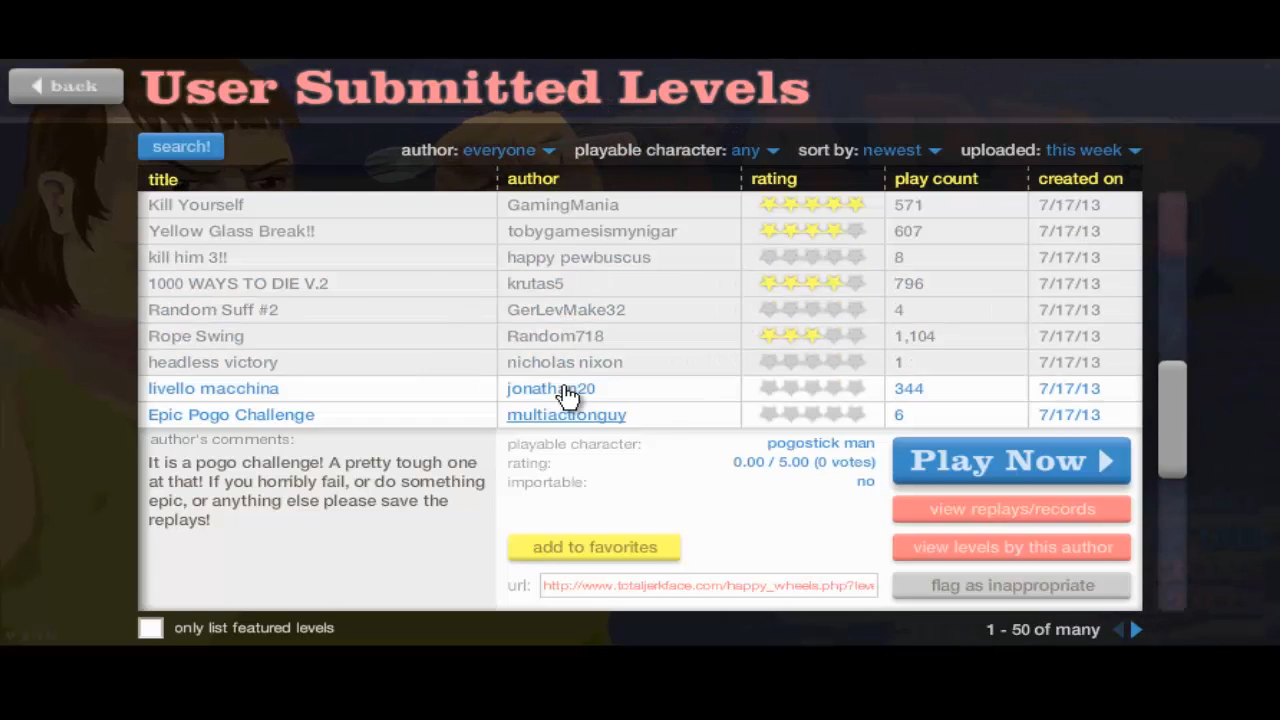 back
User Submitted Levels
search!
author: everyone playable character: any sort by: newest uploaded: this week
title author rating play count created on
Kill Yourself GamingMania 571 7/17/13
Yellow Glass Break!! tobygamesismynigar 607 7/17/13
kill him 3!! happy pewbuscus 8 7/17/13
1000 WAYS TO DIE V.2 krutas5 796 7/17/13
Random Suff #2 GerLevMake32 4 7/17/13
Rope Swing Random718 1,104 7/17/13
headless victory nicholas nixon 1 7/17/13
livello macchina jonathan20 344 7/17/13
Epic Pogo Challenge multiactionguy 6 7/17/13
author's comments:
It is a pogo challenge! A pretty tough one
at that! If you horribly fail, or do something
epic, or anything else please save the
replays!
playable character: pogostick man
rating: 0.00 / 5.00 (0 votes)
importable: no
add to favorites
url: http://www.totaljerkface.com/happy_wheels.php?lev
Play Now
view replays/records
view levels by this author
flag as inappropriate
only list featured levels
1 - 50 of many